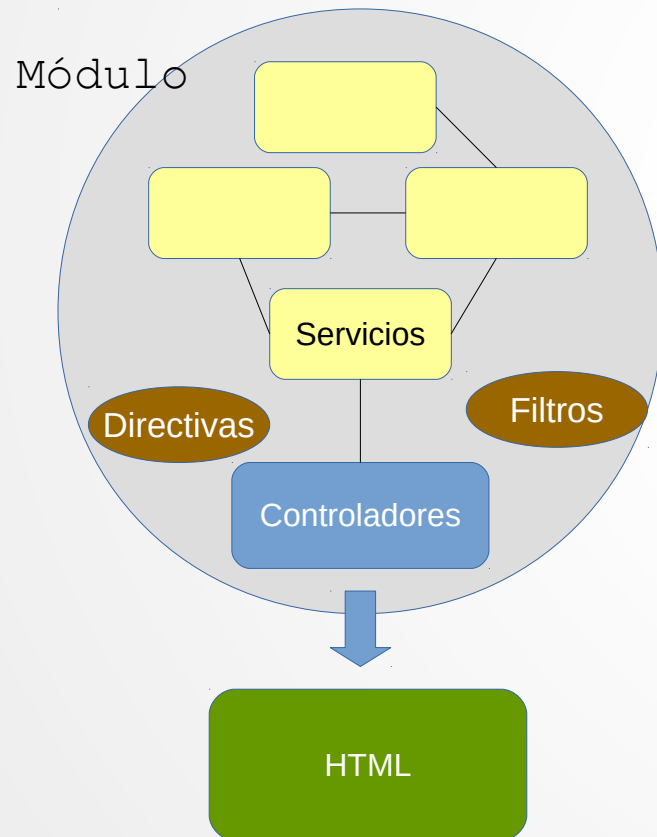 Módulo
Servicios
Directivas
Filtros
Controladores
HTML